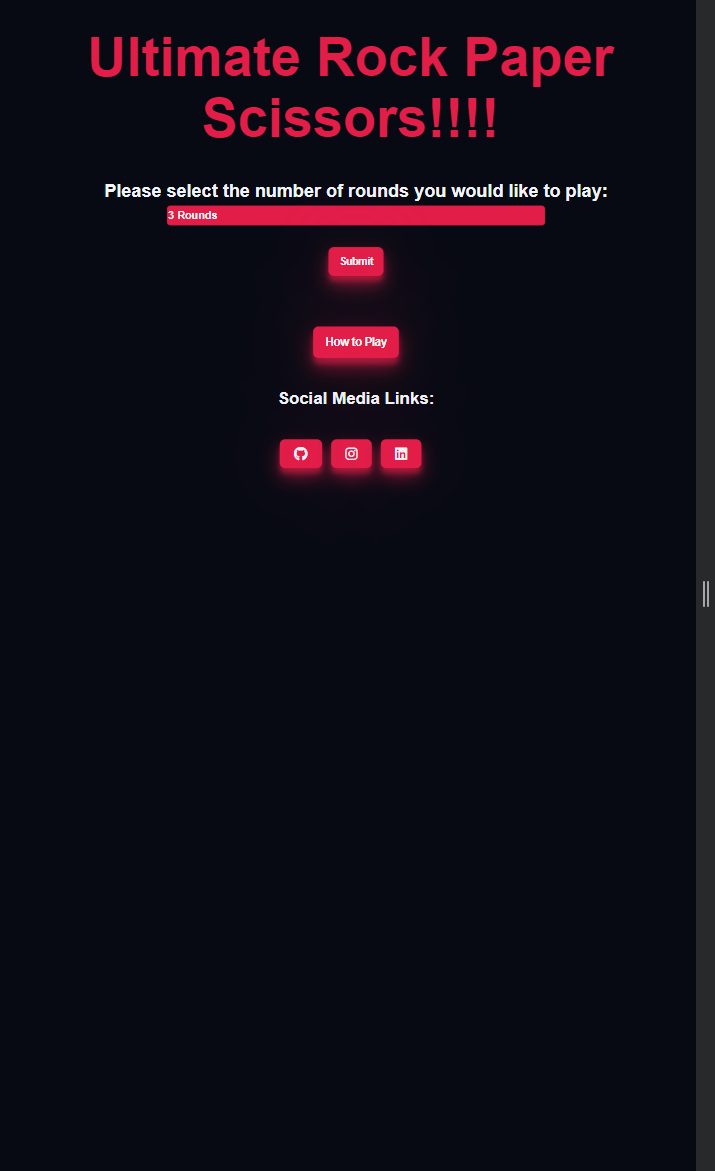 Ultimate Rock Paper
Scissors!!!!
Please select the number of rounds you would like to play:
3 Rounds
Submit
How to Play
Social Media Links: